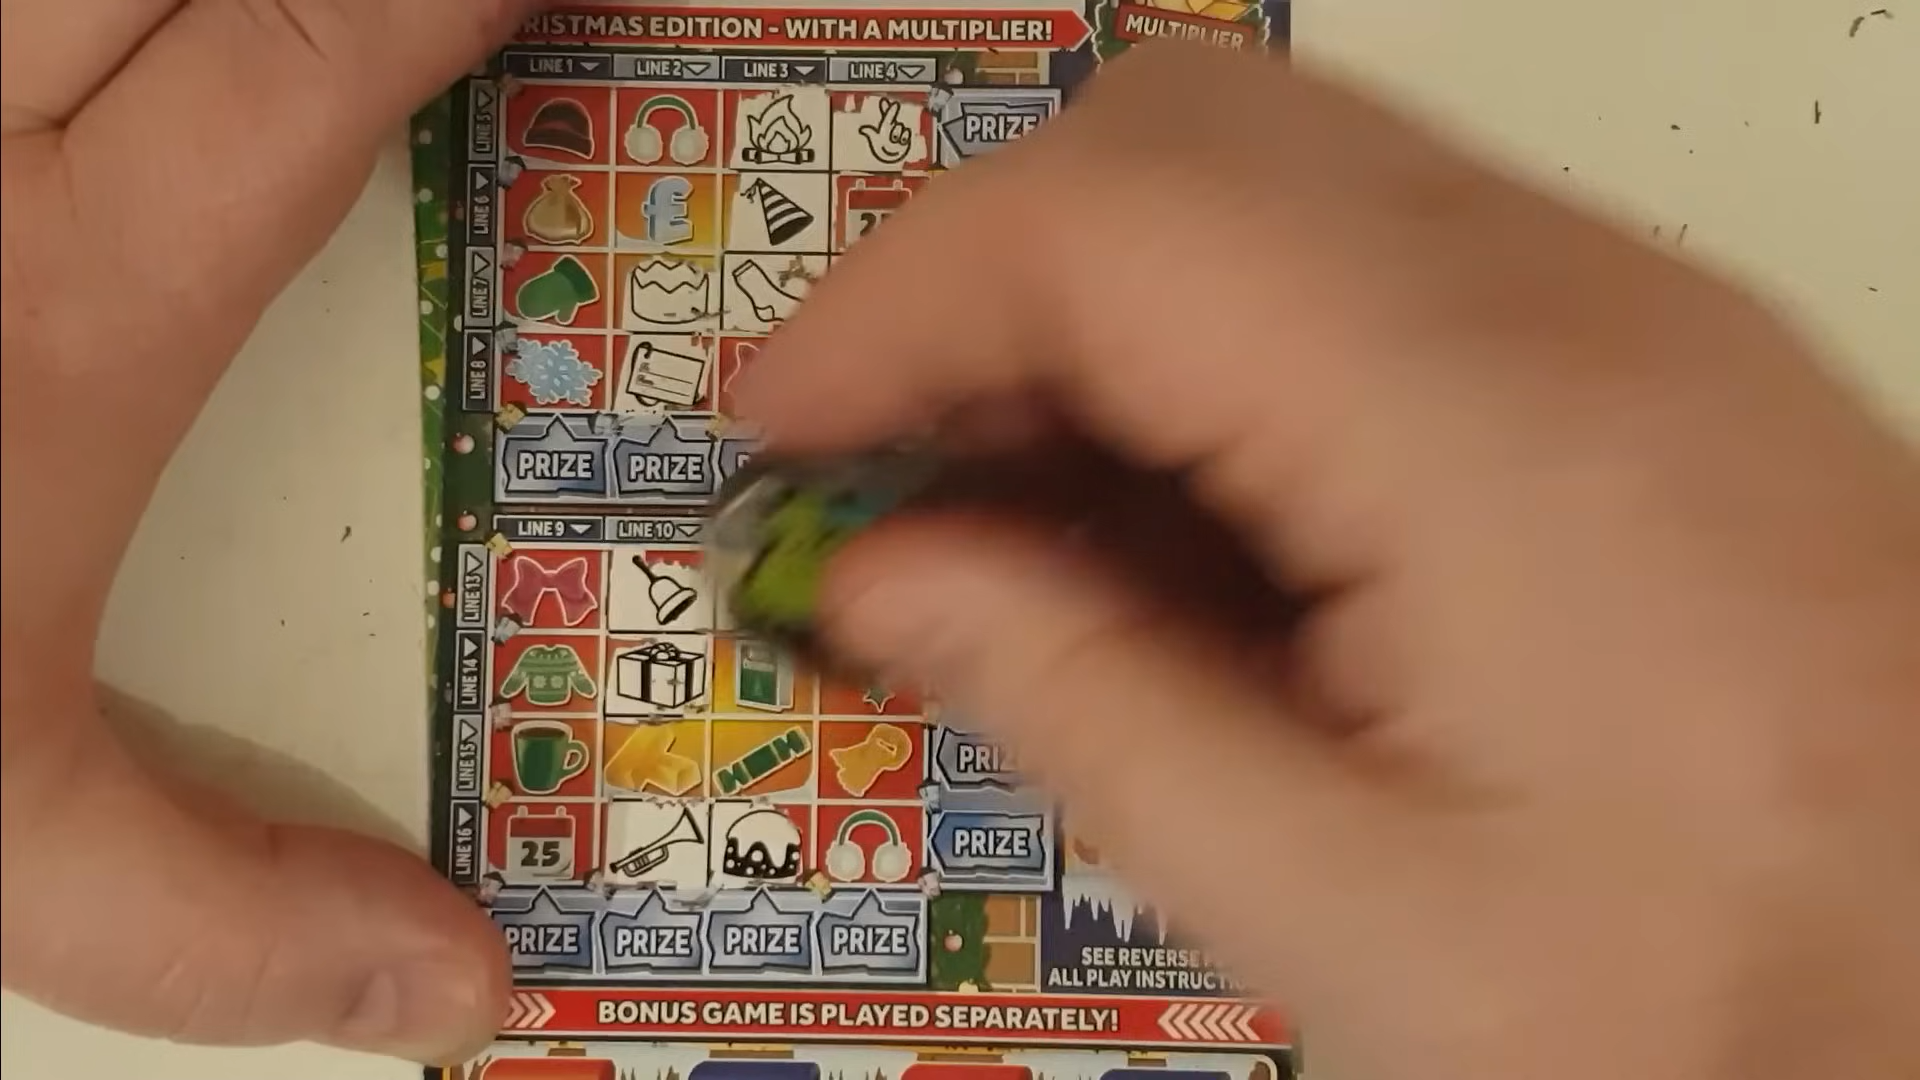 RISTMAS EDITION - WITH A MULTIPLIER!
MULTIPLIER
LINE 1 LINE 2 LINE 3 LINE 4
LINE 5
PRIZE
LINE 6
£
LINE 7
LINE 8
PRIZE PRIZE
LINE 9 LINE 10
LINE 13
LINE 14
LINE 15
PRIZ
LINE 16
25
PRIZE
PRIZE PRIZE PRIZE PRIZE
SEE REVERSE
ALL PLAY INSTRUCTI
BONUS GAME IS PLAYED SEPARATELY!